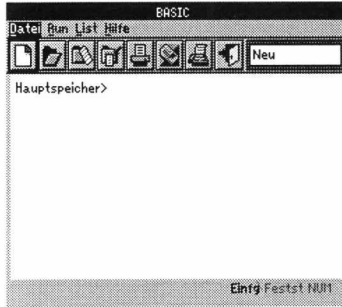 BASIC
Datei Run List Hilfe
Neu
Hauptspeicher>
Einfg Festst NUM